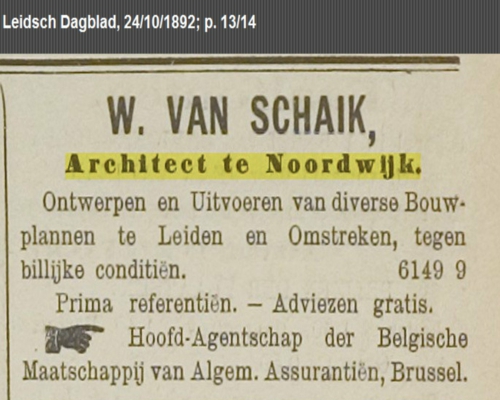 Leidsch Dagblad, 24/10/1892; p. 13/14
W. VAN SCHAIK,
Architect te Noordwijk.
Ontwerpen en Uitvoeren van diverse Bouw-
plannen te Leiden en Omstreken, tegen
billijke conditiën. 6149 9
Prima referentiën. — Adviezen gratis.
Hoofd-Agentschap der Belgische
Maatschappij van Algem. Assurantiën, Brussel.